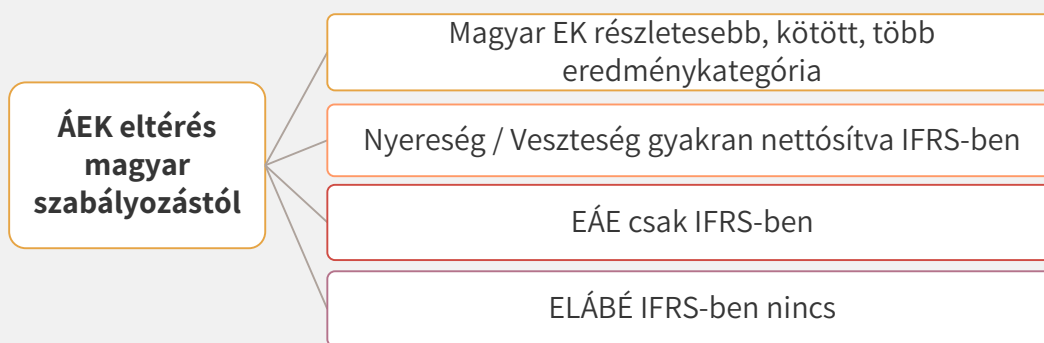 ÁEK eltérés
magyar
szabályozástól
Magyar EK részletesebb, kötött, több
eredménykategória
Nyereség / Veszteség gyakran nettósítva IFRS-ben
EÁE csak IFRS-ben
ELÁBÉ IFRS-ben nincs